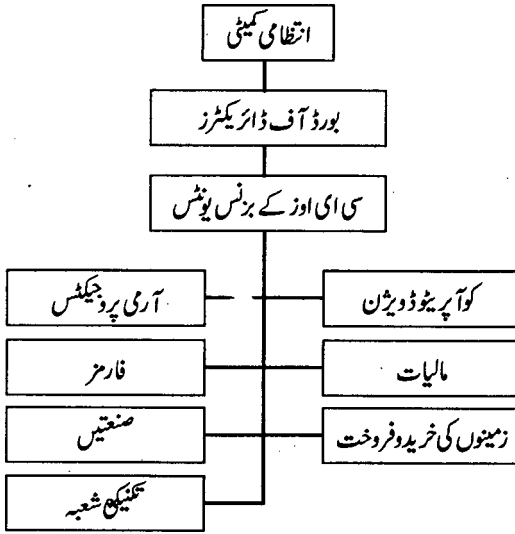 انتظامی کمیٹی
بورڈ آف ڈائریکٹرز
سی ای اوز کے بزنس یونٹس
کوآپریٹو ڈویژن
آرمی پروجیکٹس
مالیات
فارمز
زمینوں کی خرید و فروخت
صنعتیں
تکنیکی شعبہ